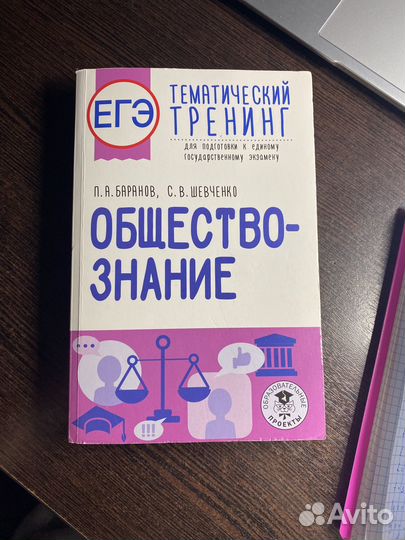 ЕГЭ
ТЕМАТИЧЕСКИЙ
ТРЕНИНГ
ДЛЯ ПОДГОТОВКИ К ЕДИНОМУ
ГОСУДАРСТВЕННОМУ ЭКЗАМЕНУ
П.А.БАРАНОВ, С.В.ШЕВЧЕНКО
ОБЩЕСТВО-
ЗНАНИЕ
!!!
ОБРАЗОВАТЕЛЬНЫЕ
ПРОЕКТЫ
Avito